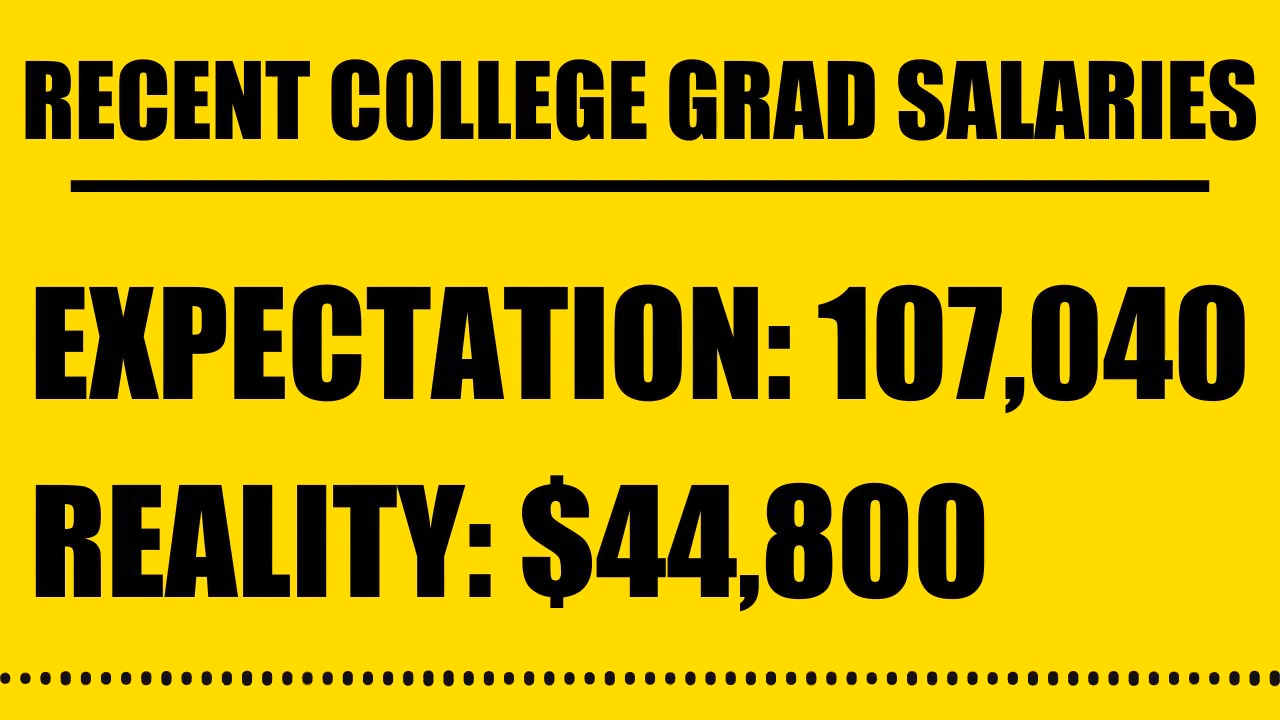 RECENT COLLEGE GRAD SALARIES
EXPECTATION: 107,040
REALITY: $44,800